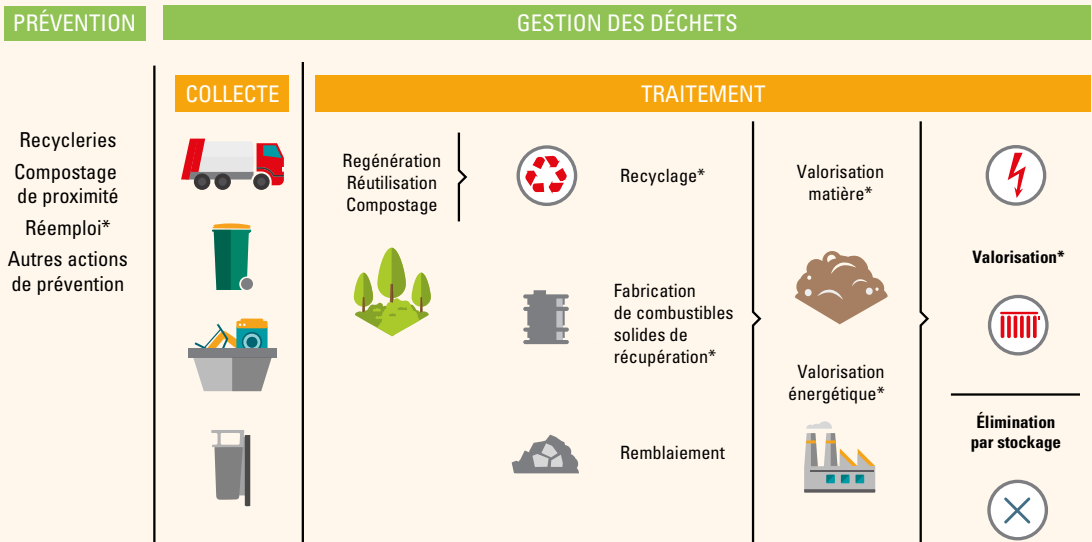 PRÉVENTION
GESTION DES DÉCHETS
COLLECTE
TRAITEMENT
Recycleries
Compostage
de proximité
Réemploi*
Autres actions
de prévention
Regénération
Réutilisation
Compostage
Recyclage*
Fabrication
de combustibles
solides de
récupération*
Remblaiement
Valorisation
matière*
Valorisation
énergétique*
Valorisation*
Élimination
par stockage